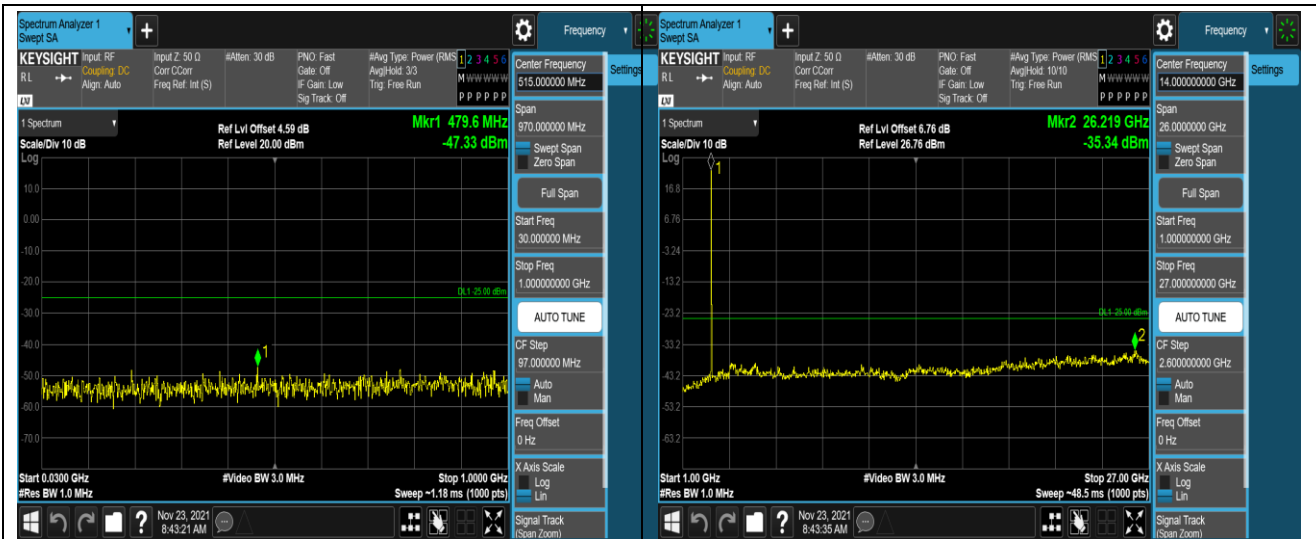 Spectrum Analyzer 1
Swept SA
+
Frequency
KEYSIGHT
RL
LXI
Input: RF
Coupling: DC
Align: Auto
Input Z: 50 Ω
Corr CCorr
Freq Ref: Int (S)
#Atten: 30 dB
PNO: Fast
Gate: Off
IF Gain: Low
Sig Track: Off
#Avg Type: Power (RMS
Avg|Hold: 3/3
Trig: Free Run
1 2 3 4 5 6
M W W W W W
P P P P P P
Center Frequency
515.000000 MHz
Settings
1 Spectrum
Scale/Div 10 dB
Ref Lvl Offset 4.59 dB
Ref Level 20.00 dBm
Mkr1 479.6 MHz
-47.33 dBm
Span
970.000000 MHz
Swept Span
Zero Span
Full Span
Start Freq
30.000000 MHz
Stop Freq
1.000000000 GHz
AUTO TUNE
CF Step
97.000000 MHz
Auto
Man
Freq Offset
0 Hz
X Axis Scale
Log
Lin
Signal Track
(Span Zoom)
Log
10.0
0.00
-10.0
-20.0
-30.0
-40.0
-50.0
-60.0
-70.0
DL1 -25.00 dBm
1
Start 0.0300 GHz
#Res BW 1.0 MHz
#Video BW 3.0 MHz
Stop 1.0000 GHz
Sweep ~1.18 ms (1000 pts)
?
Nov 23, 2021
8:43:21 AM
Spectrum Analyzer 1
Swept SA
+
Frequency
KEYSIGHT
RL
LXI
Input: RF
Coupling: DC
Align: Auto
Input Z: 50 Ω
Corr CCorr
Freq Ref: Int (S)
#Atten: 30 dB
PNO: Fast
Gate: Off
IF Gain: Low
Sig Track: Off
#Avg Type: Power (RMS
Avg|Hold: 10/10
Trig: Free Run
1 2 3 4 5 6
M W W W W W
P P P P P P
Center Frequency
14.000000000 GHz
Settings
1 Spectrum
Scale/Div 10 dB
Ref Lvl Offset 6.76 dB
Ref Level 26.76 dBm
Mkr2 26.219 GHz
-35.34 dBm
Span
26.0000000 GHz
Swept Span
Zero Span
Full Span
Start Freq
1.000000000 GHz
Stop Freq
27.000000000 GHz
AUTO TUNE
CF Step
2.600000000 GHz
Auto
Man
Freq Offset
0 Hz
X Axis Scale
Log
Lin
Signal Track
(Span Zoom)
Log
16.8
6.76
-3.24
-13.2
-23.2
-33.2
-43.2
-53.2
-63.2
DL1 -25.00 dBm
1
2
Start 1.00 GHz
#Res BW 1.0 MHz
#Video BW 3.0 MHz
Stop 27.00 GHz
Sweep ~48.5 ms (1000 pts)
?
Nov 23, 2021
8:43:35 AM